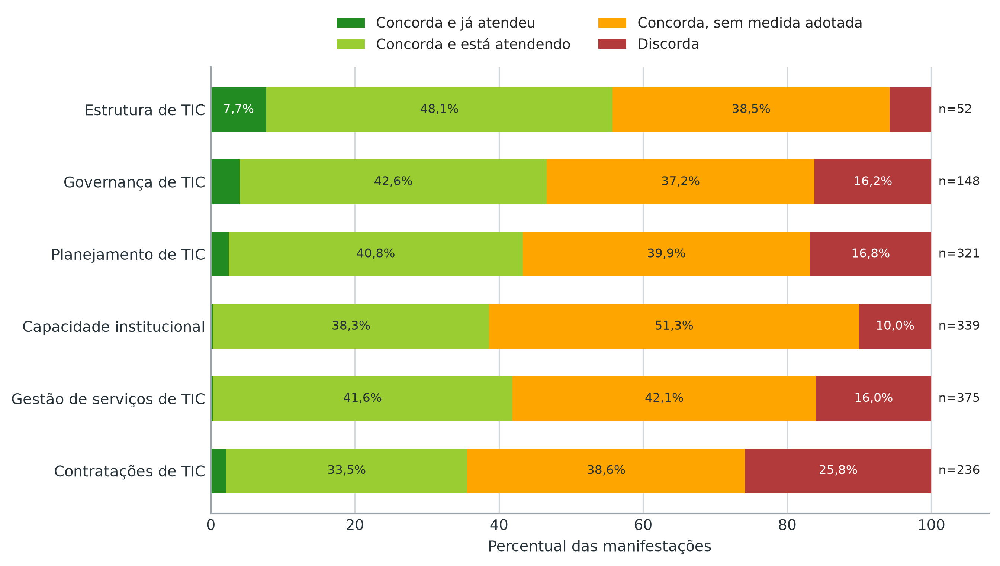 Concorda e já atendeu
Concorda e está atendendo
Concorda, sem medida adotada
Discorda
Estrutura de TIC 7,7% 48,1% 38,5% n=52
Governança de TIC 42,6% 37,2% 16,2% n=148
Planejamento de TIC 40,8% 39,9% 16,8% n=321
Capacidade institucional 38,3% 51,3% 10,0% n=339
Gestão de serviços de TIC 41,6% 42,1% 16,0% n=375
Contratações de TIC 33,5% 38,6% 25,8% n=236
0 20 40 60 80 100
Percentual das manifestações